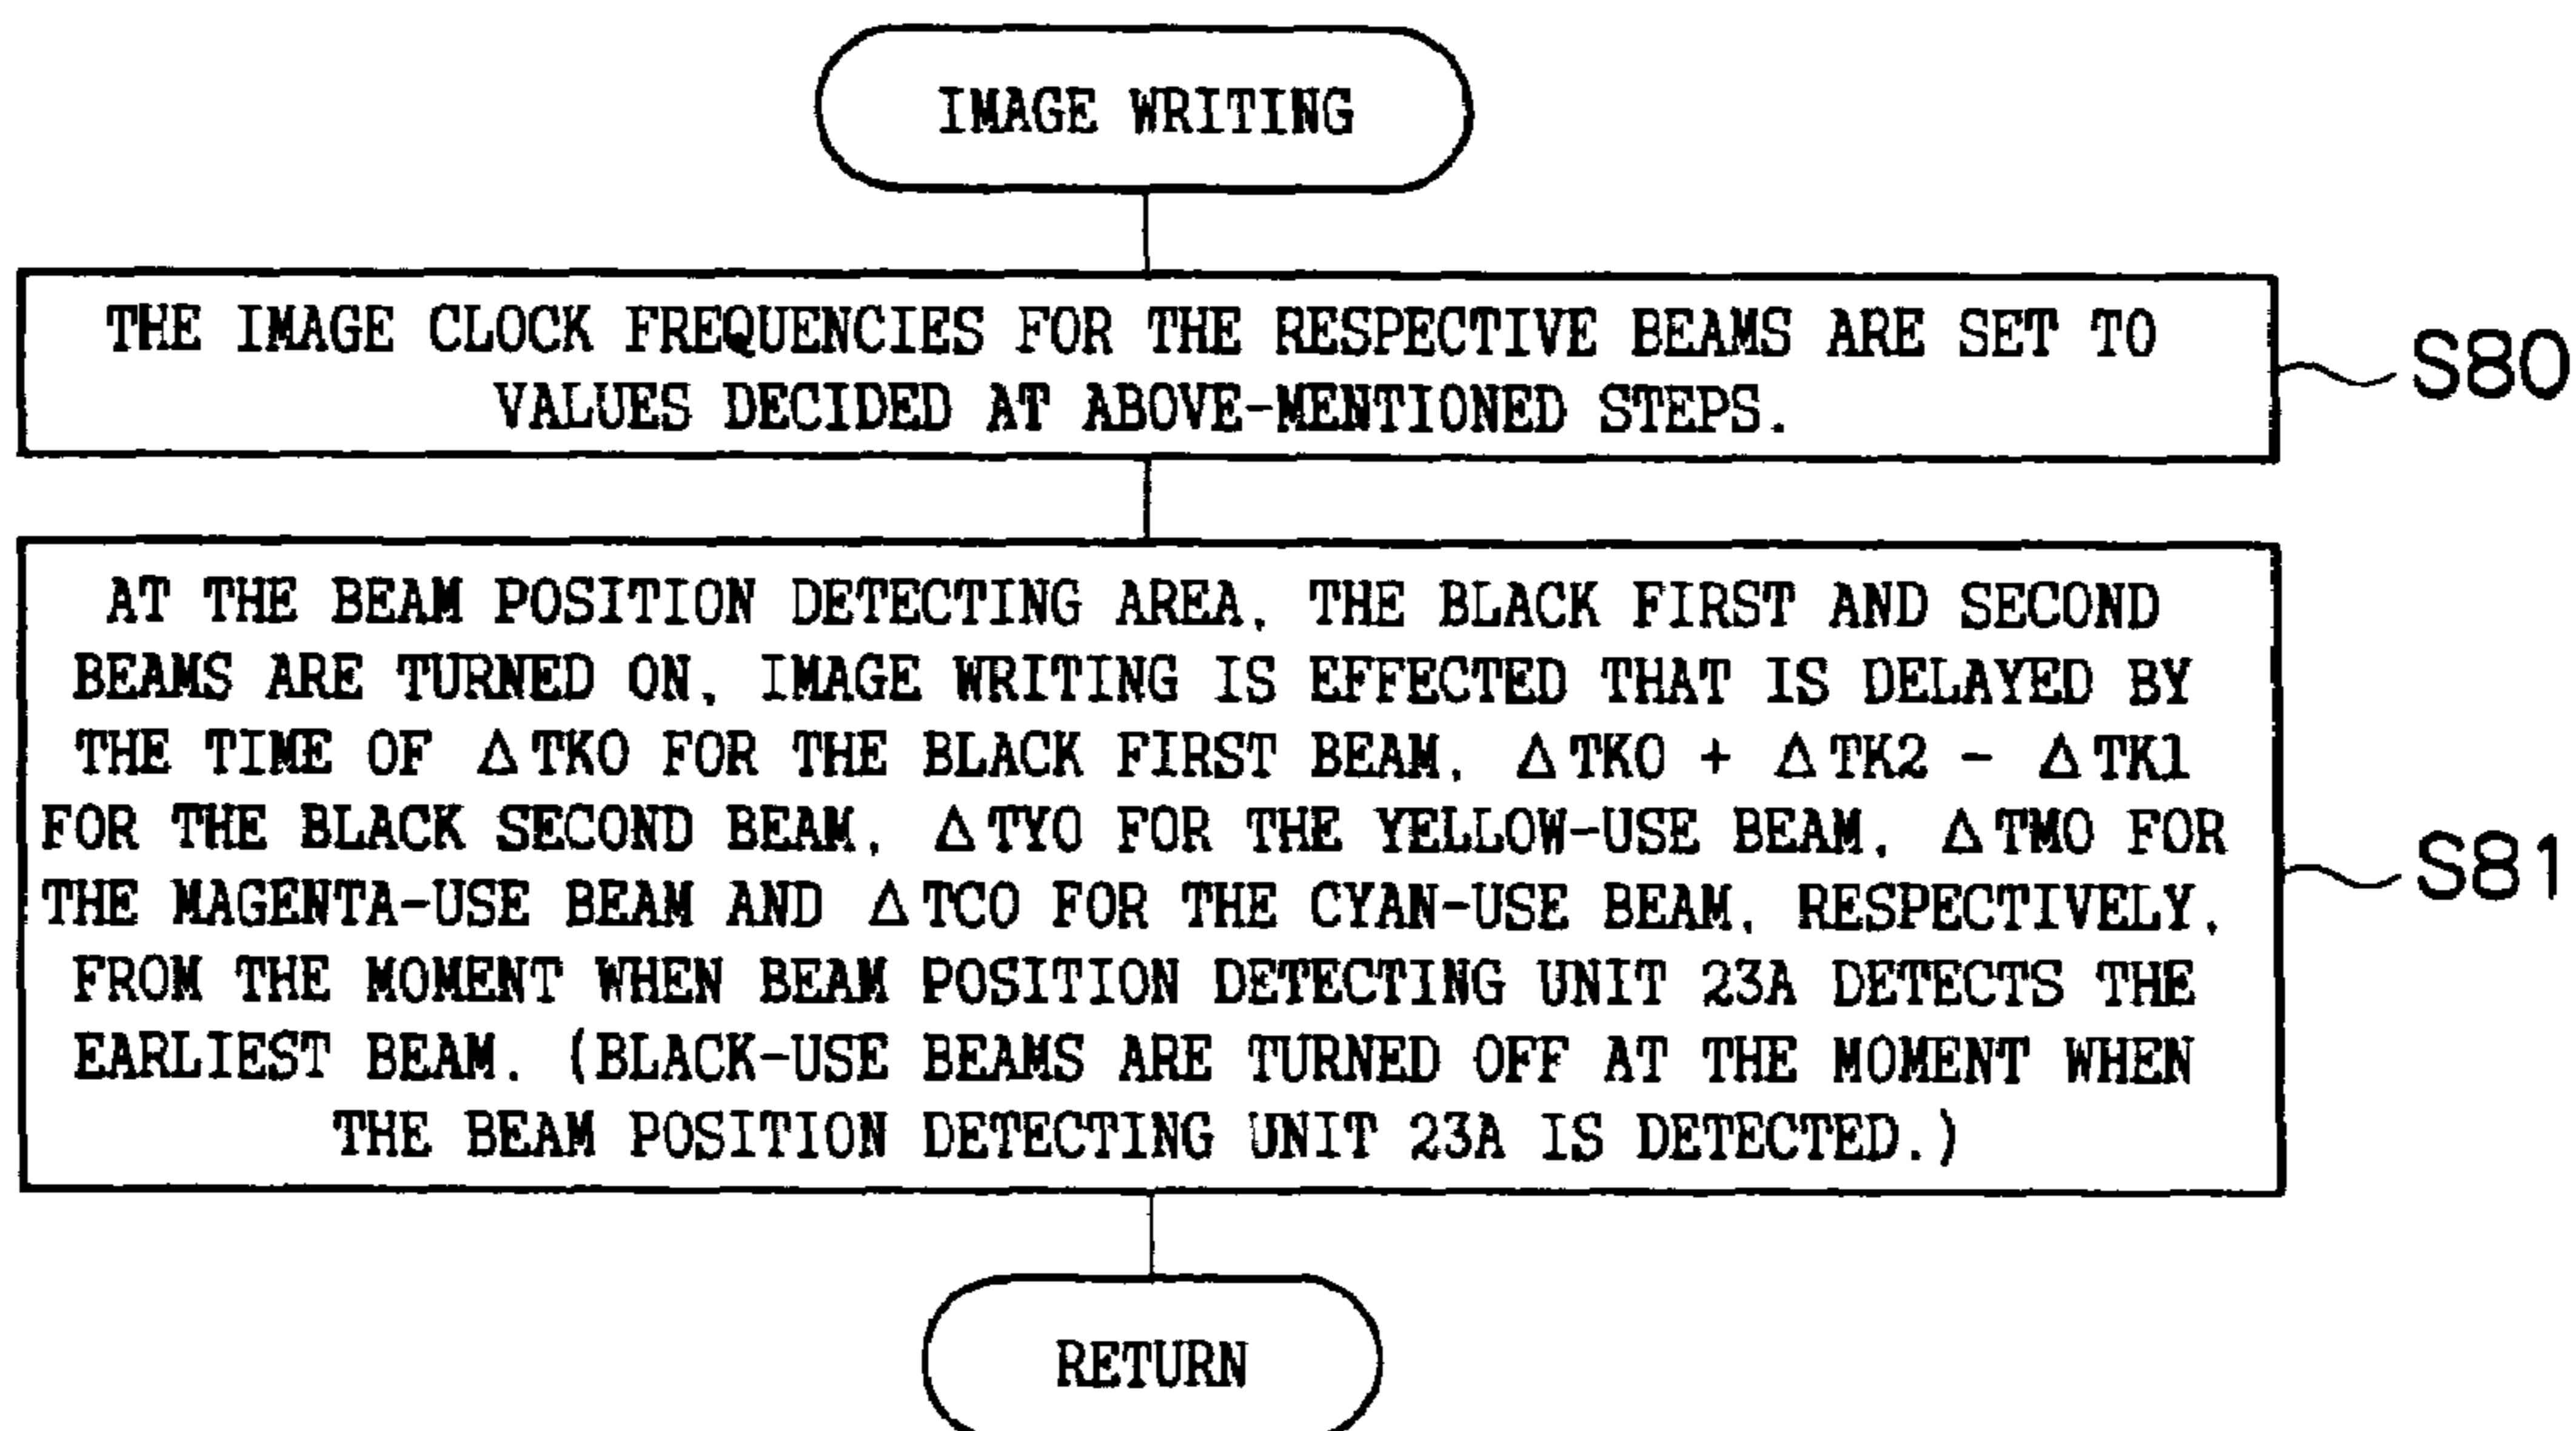 IMAGE WRITING
THE IMAGE CLOCK FREQUENCIES FOR THE RESPECTIVE BEAMS ARE SET TO
VALUES DECIDED AT ABOVE-MENTIONED STEPS.
S80
AT THE BEAM POSITION DETECTING AREA, THE BLACK FIRST AND SECOND
BEAMS ARE TURNED ON, IMAGE WRITING IS EFFECTED THAT IS DELAYED BY
THE TIME OF ΔTK0 FOR THE BLACK FIRST BEAM, ΔTK0 + ΔTK2 - ΔTK1
FOR THE BLACK SECOND BEAM, ΔTY0 FOR THE YELLOW-USE BEAM, ΔTM0 FOR
THE MAGENTA-USE BEAM AND ΔTC0 FOR THE CYAN-USE BEAM, RESPECTIVELY,
FROM THE MOMENT WHEN BEAM POSITION DETECTING UNIT 23A DETECTS THE
EARLIEST BEAM. (BLACK-USE BEAMS ARE TURNED OFF AT THE MOMENT WHEN
THE BEAM POSITION DETECTING UNIT 23A IS DETECTED.)
S81
RETURN